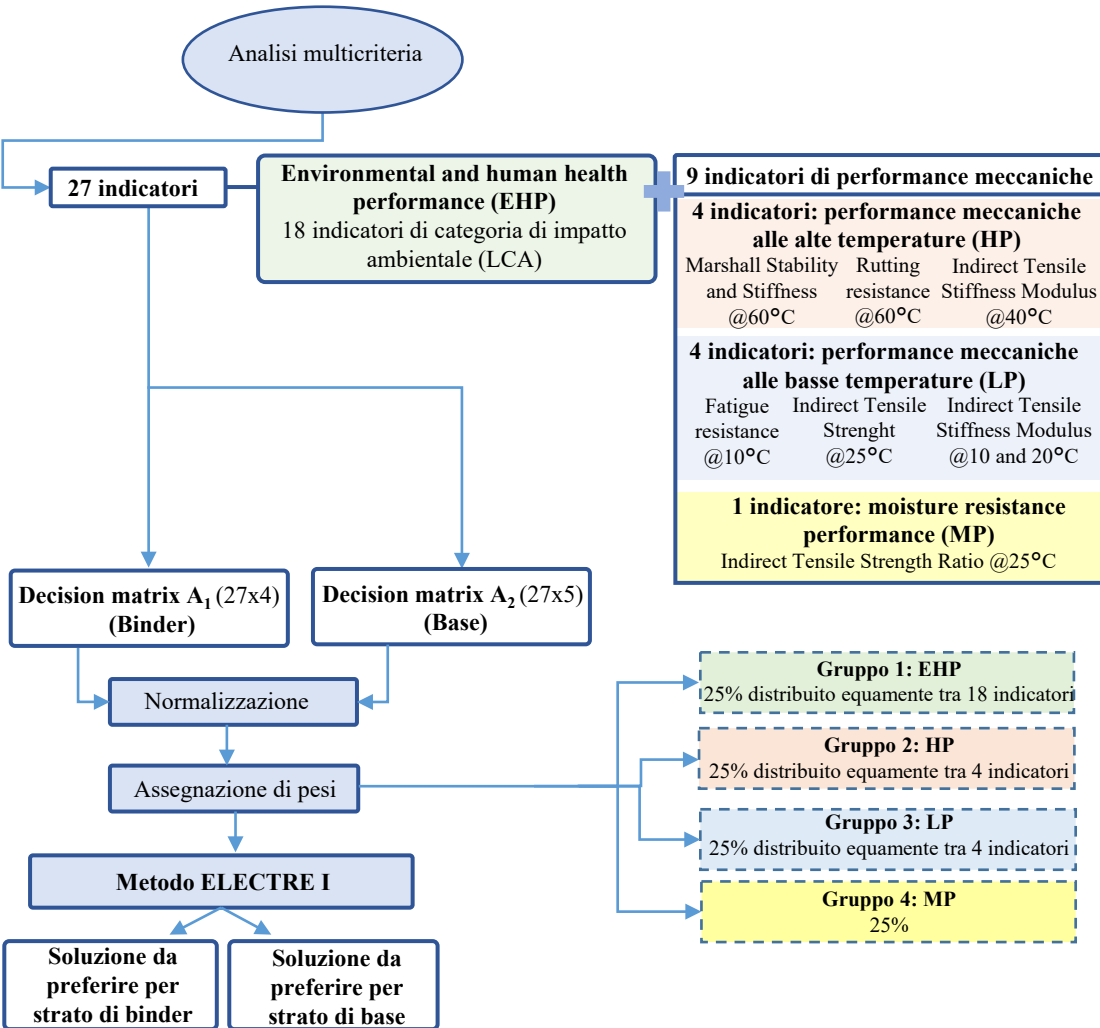 Analisi multicriteria
27 indicatori
Environmental and human health
performance (EHP)
18 indicatori di categoria di impatto
ambientale (LCA)
9 indicatori di performance meccaniche
4 indicatori: performance meccaniche
alle alte temperature (HP)
Marshall Stability
and Stiffness
@60°C
Rutting
resistance
@60°C
Indirect Tensile
Stiffness Modulus
@40°C
4 indicatori: performance meccaniche
alle basse temperature (LP)
Fatigue
resistance
@10°C
Indirect Tensile
Strenght
@25°C
Indirect Tensile
Stiffness Modulus
@10 and 20°C
1 indicatore: moisture resistance
performance (MP)
Indirect Tensile Strength Ratio @25°C
Decision matrix A₁ (27x4)
(Binder)
Decision matrix A₂ (27x5)
(Base)
Normalizzazione
Assegnazione di pesi
Gruppo 1: EHP
25% distribuito equamente tra 18 indicatori
Gruppo 2: HP
25% distribuito equamente tra 4 indicatori
Gruppo 3: LP
25% distribuito equamente tra 4 indicatori
Gruppo 4: MP
25%
Metodo ELECTRE I
Soluzione da
preferire per
strato di binder
Soluzione da
preferire per
strato di base